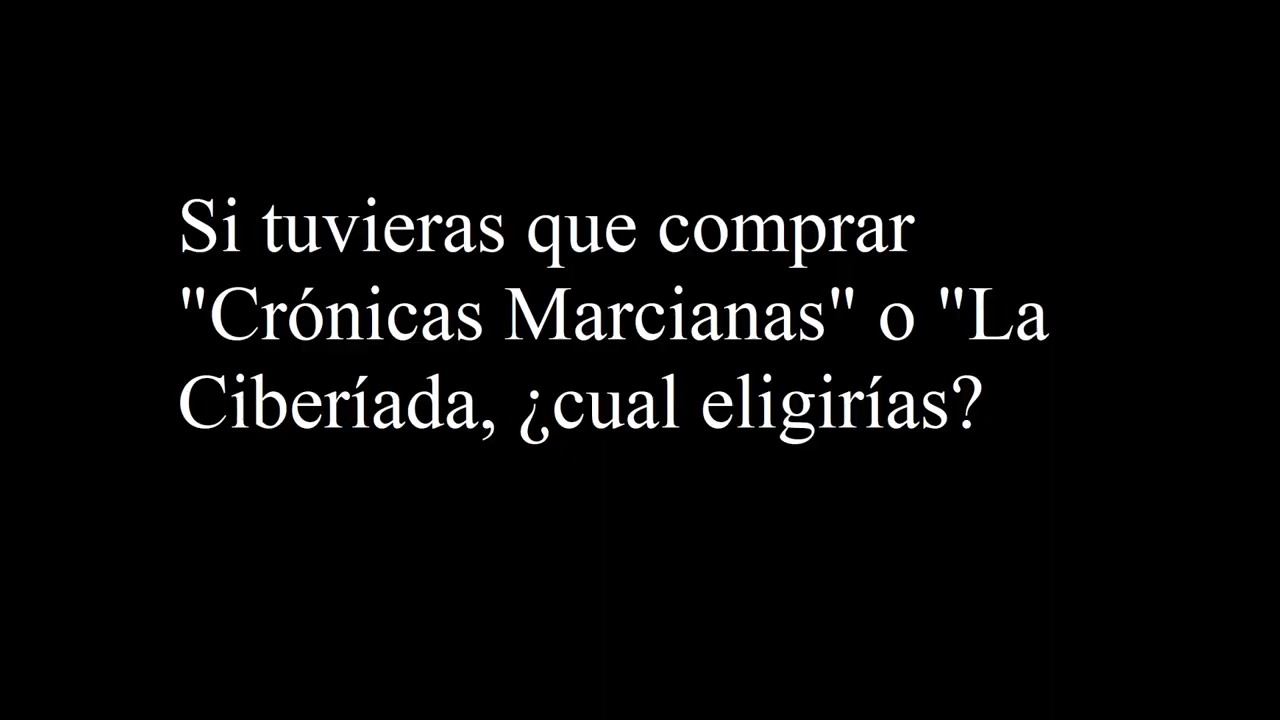 Si tuvieras que comprar
"Crónicas Marcianas" o "La
Ciberíada, ¿cual eligirías?